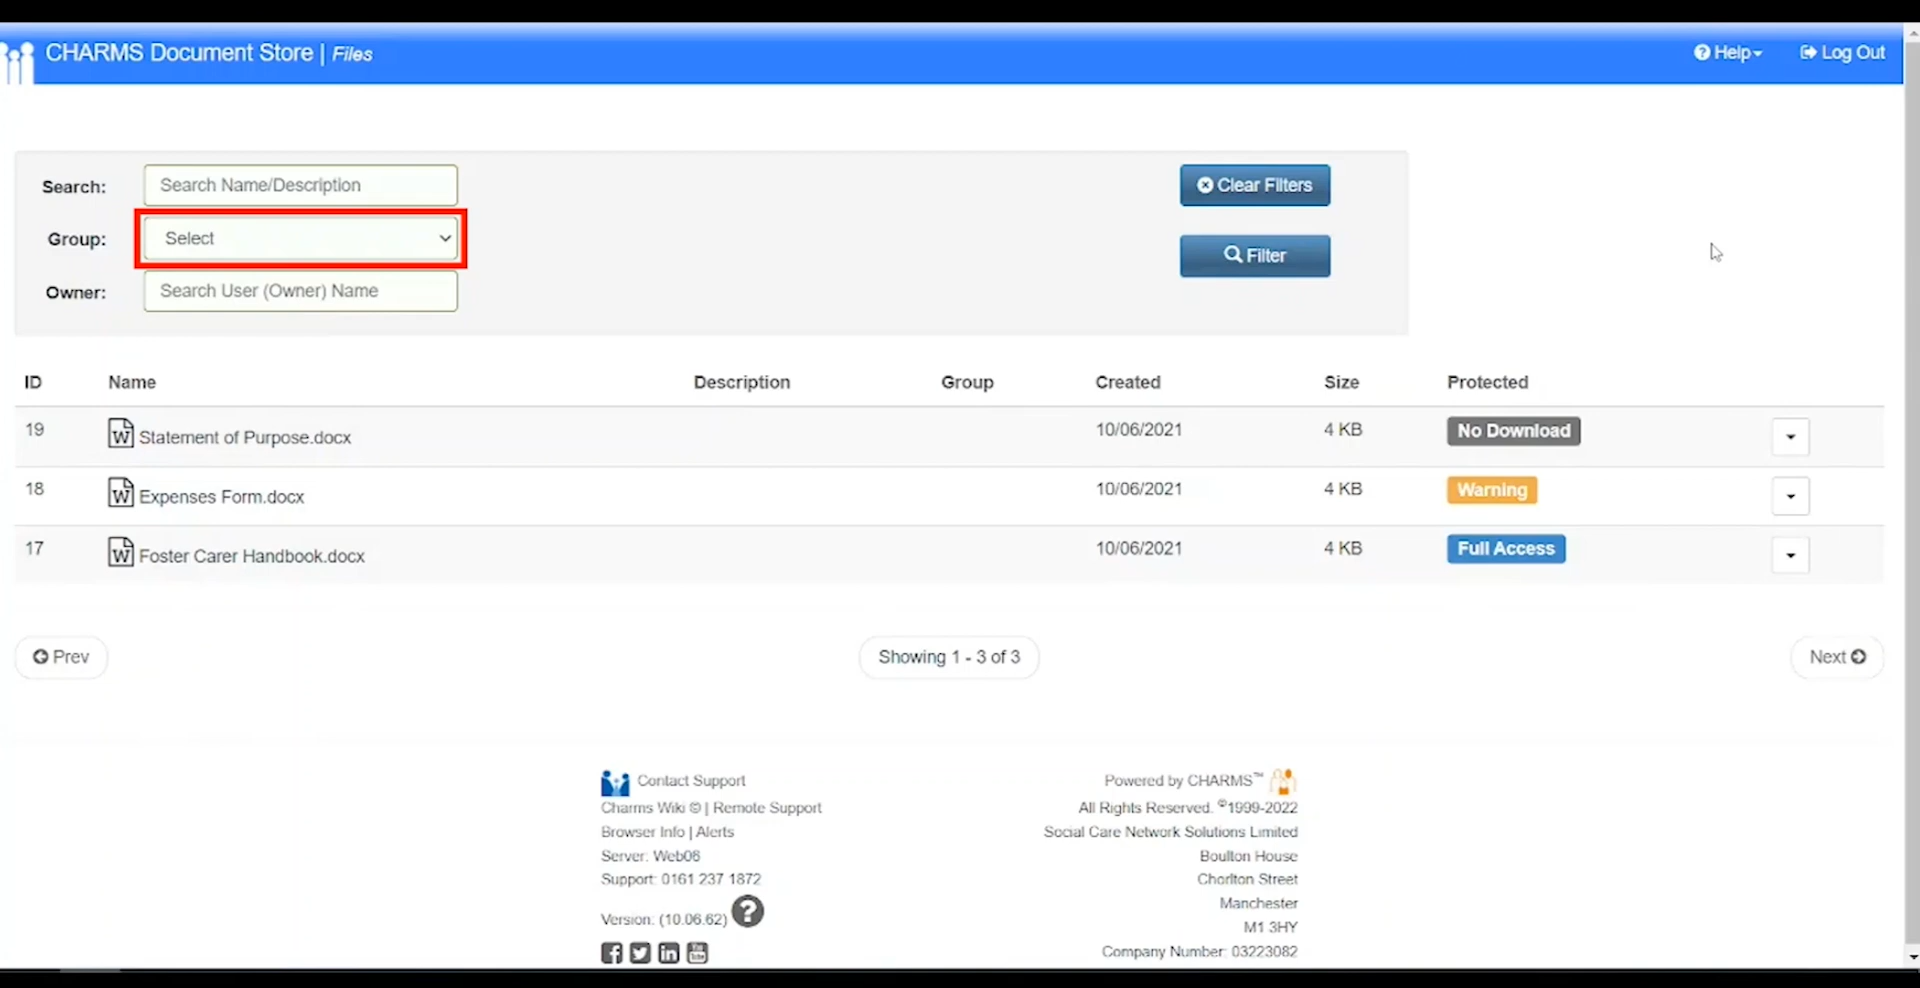 CHARMS Document Store | Files
Help
Log Out
Search:
Search Name/Description
Clear Filters
Group:
Select
Filter
Owner:
Search User (Owner) Name
ID Name Description Group Created Size Protected
19 Statement of Purpose.docx 10/06/2021 4 KB No Download
18 Expenses Form.docx 10/06/2021 4 KB Warning
17 Foster Carer Handbook.docx 10/06/2021 4 KB Full Access
Prev
Showing 1 - 3 of 3
Next
Contact Support
Charms Wiki © | Remote Support
Browser Info | Alerts
Server: Web06
Support: 0161 237 1872
Version: (10.06.62)
Powered by CHARMS™
All Rights Reserved. ©1999-2022
Social Care Network Solutions Limited
Boulton House
Chorlton Street
Manchester
M1 3HY
Company Number: 03223082